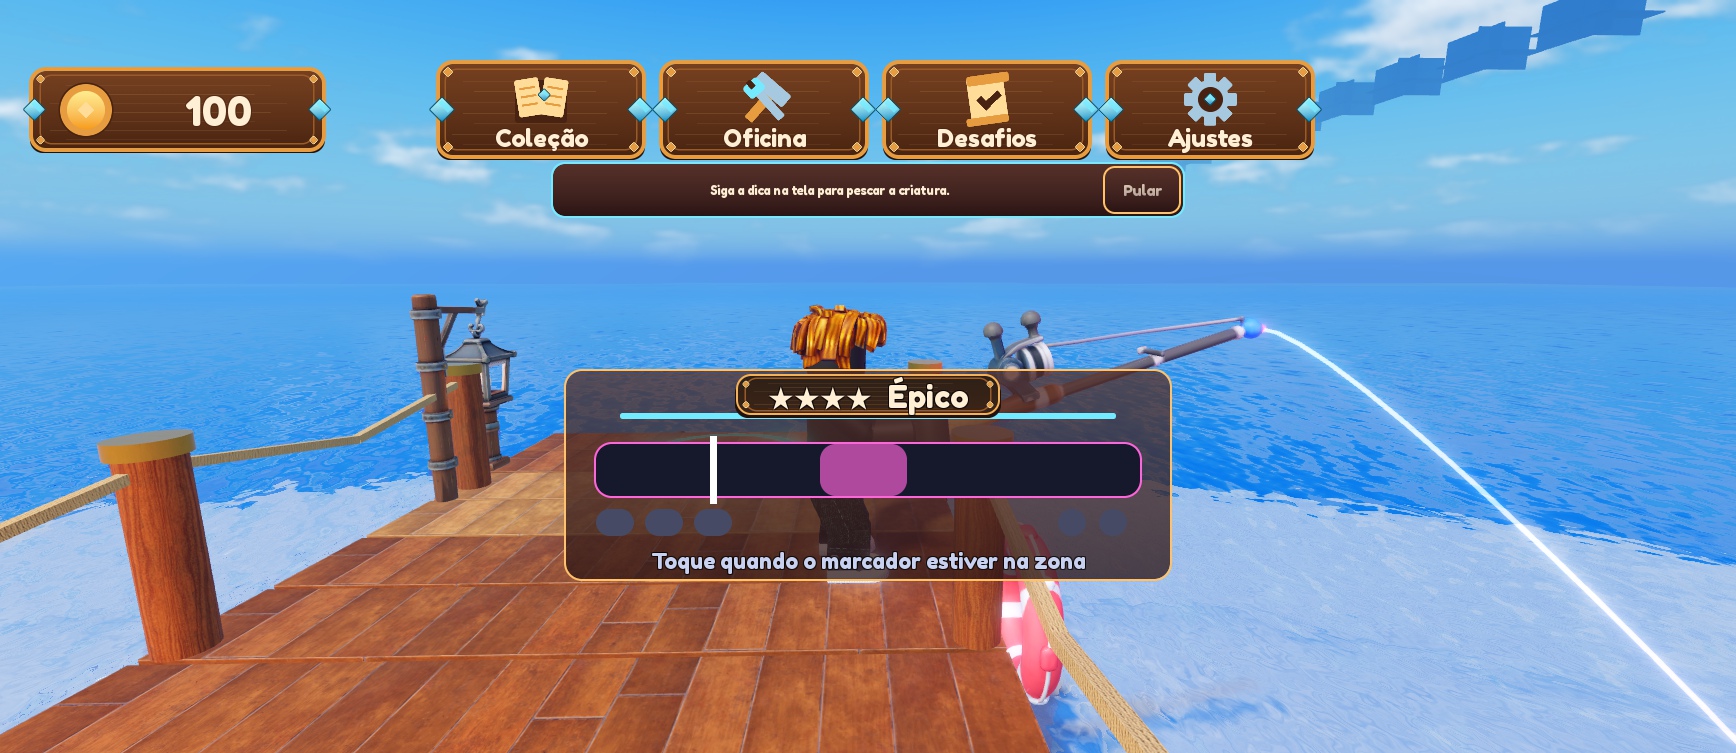 100
Coleção
Oficina
Desafios
Ajustes
Siga a dica na tela para pescar a criatura.
Pular
★★★★ Épico
Toque quando o marcador estiver na zona